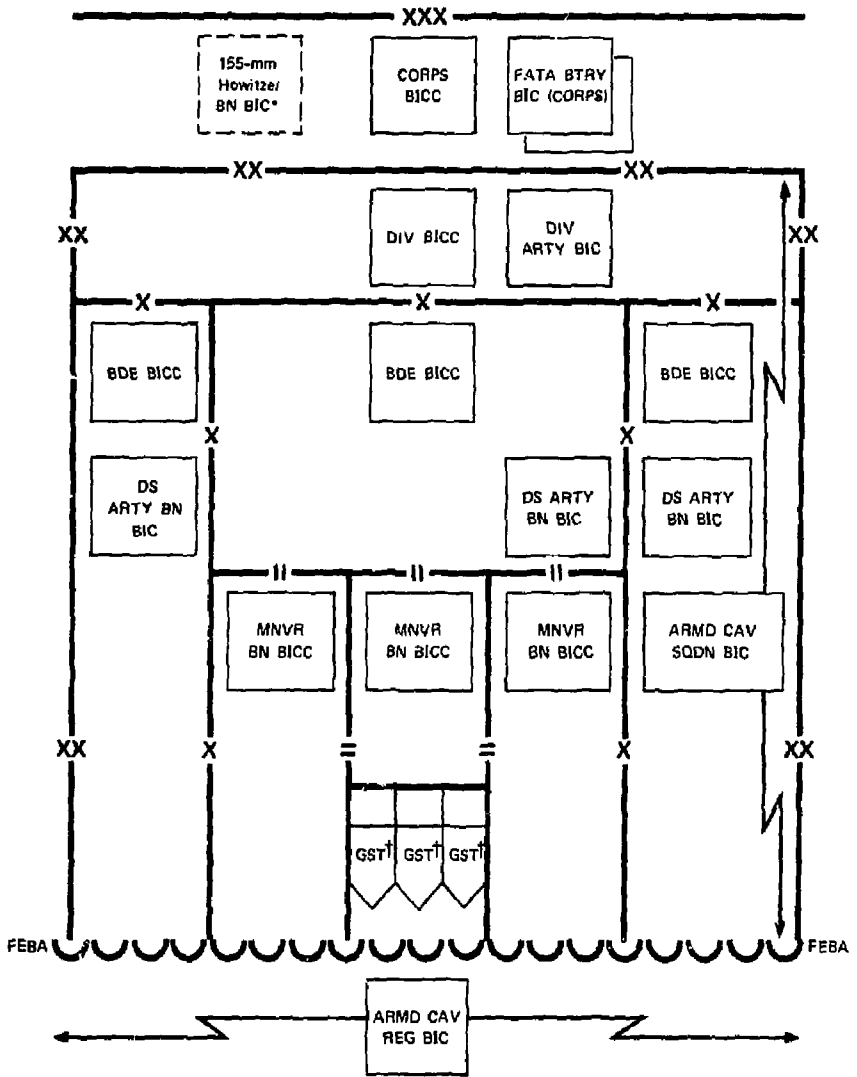 XXX
155-mm
Howitzer
BN BIC*
CORPS
BICC
FATA BTRY
BIC (CORPS)
XX
XX
XX
XX
DIV BICC
DIV
ARTY BIC
X
X
X
BDE BICC
BDE BICC
BDE BICC
X
X
DS
ARTY BN
BIC
DS ARTY
BN BIC
DS ARTY
BN BIC
II
II
II
MNVR
BN BICC
MNVR
BN BICC
MNVR
BN BICC
ARMD CAV
SQDN BIC
XX
X
=
=
X
XX
GST†
GST†
GST†
FEBA
FEBA
ARMD CAV
REG BIC